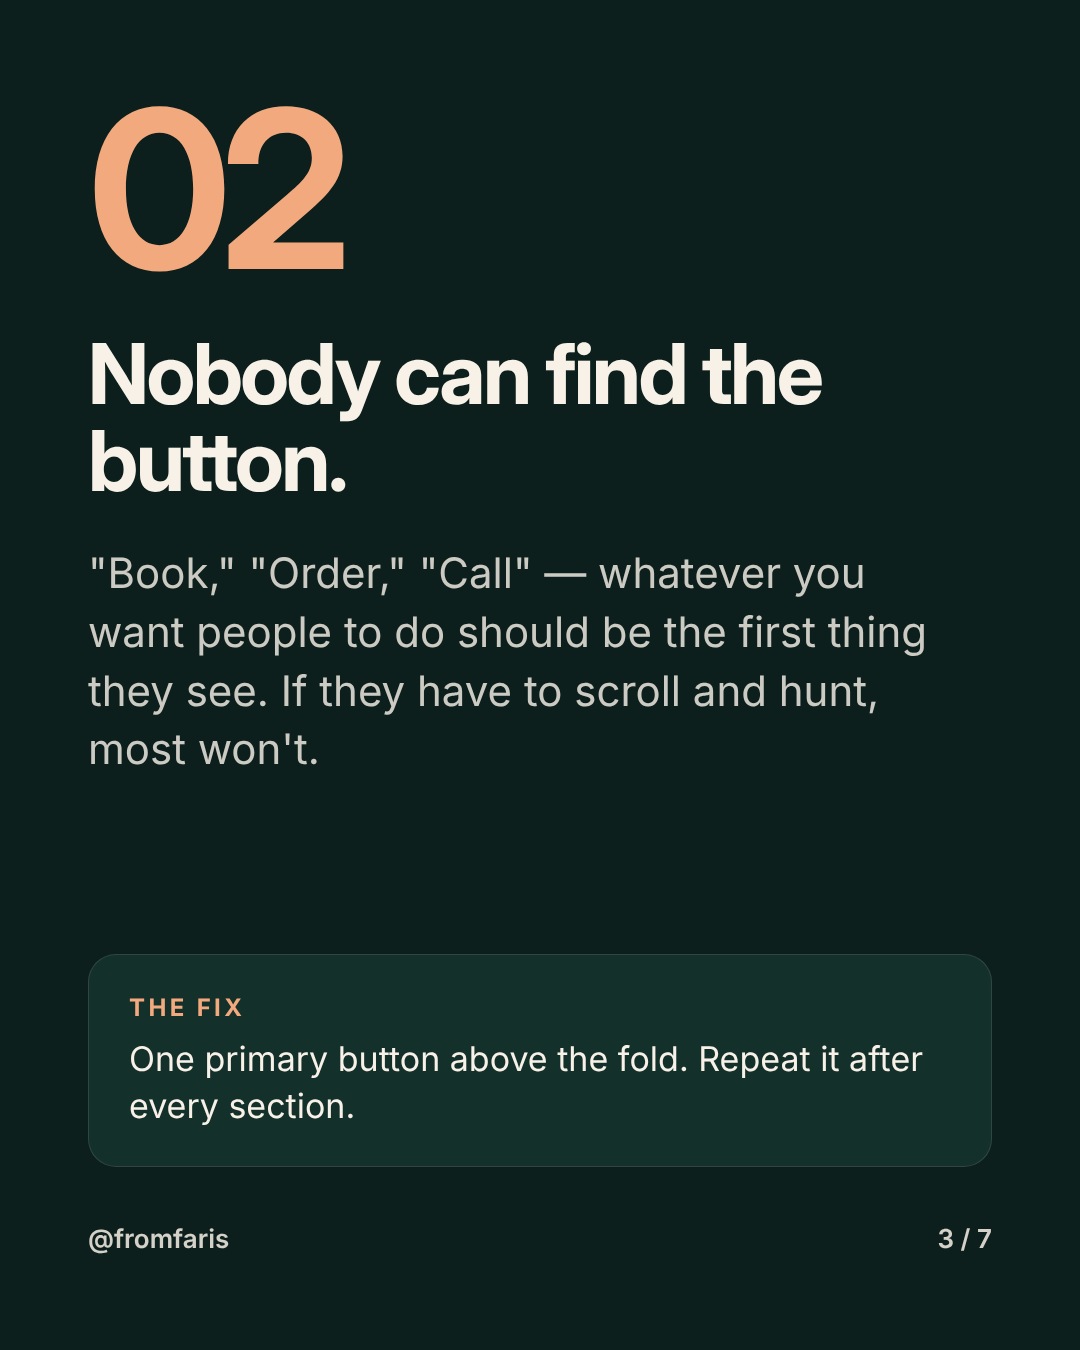 02
Nobody can find the
button.
"Book," "Order," "Call" — whatever you
want people to do should be the first thing
they see. If they have to scroll and hunt,
most won't.
THE FIX
One primary button above the fold. Repeat it after
every section.
@fromfaris
3 / 7